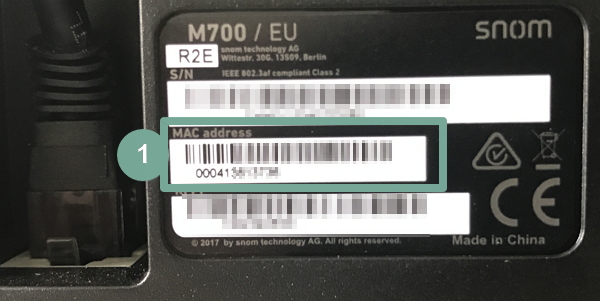 M700 / EU
snom
R2E
snom technology AG
Wittestr. 30G, 13509, Berlin
S/N
IEEE 802.3af compliant Class 2
MAC address
1
© 2017 by snom technology AG. All rights reserved.
Made in China
CE